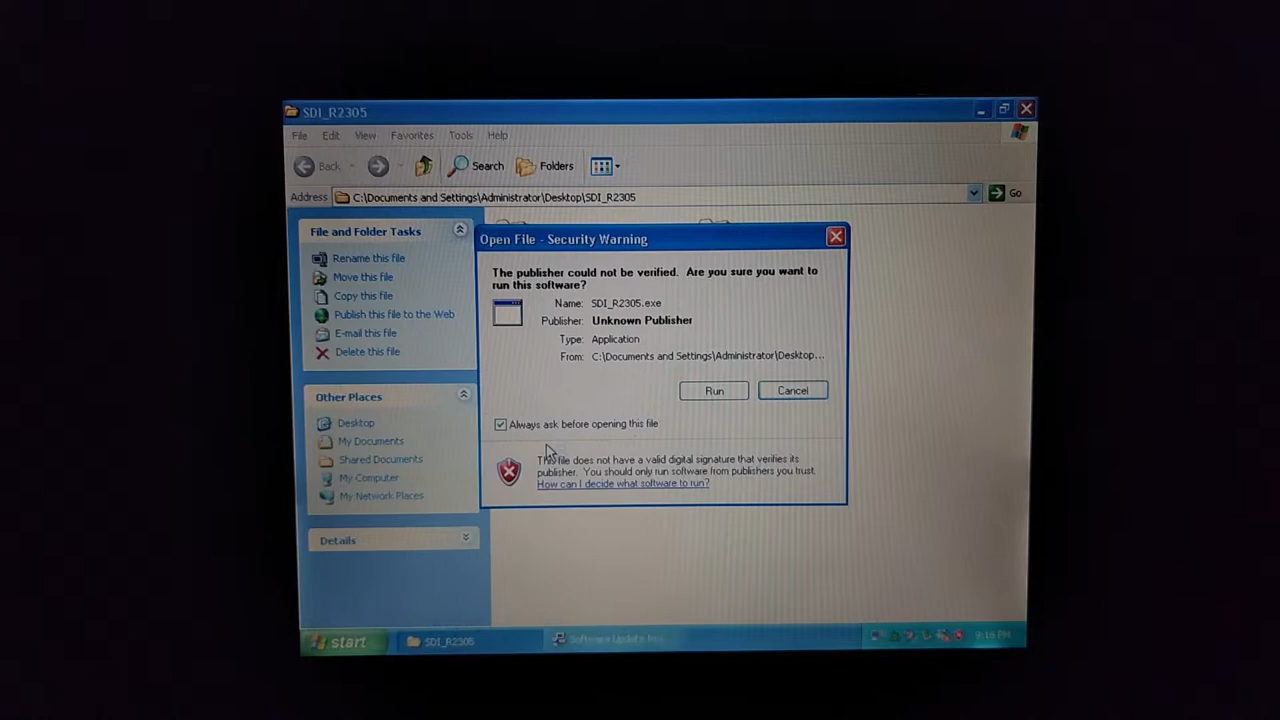 SDI_R2305
File Edit View Favorites Tools Help
Back Search Folders
Address C:\Documents and Settings\Administrator\Desktop\SDI_R2305 Go
File and Folder Tasks
Rename this file
Move this file
Copy this file
Publish this file to the Web
E-mail this file
Delete this file
Other Places
Desktop
My Documents
Shared Documents
My Computer
My Network Places
Details
Open File - Security Warning
The publisher could not be verified. Are you sure you want to
run this software?
Name: SDI_R2305.exe
Publisher: Unknown Publisher
Type: Application
From: C:\Documents and Settings\Administrator\Desktop...
Run Cancel
Always ask before opening this file
This file does not have a valid digital signature that verifies its
publisher. You should only run software from publishers you trust.
How can I decide what software to run?
start SDI_R2305 Software Update 9:16 PM